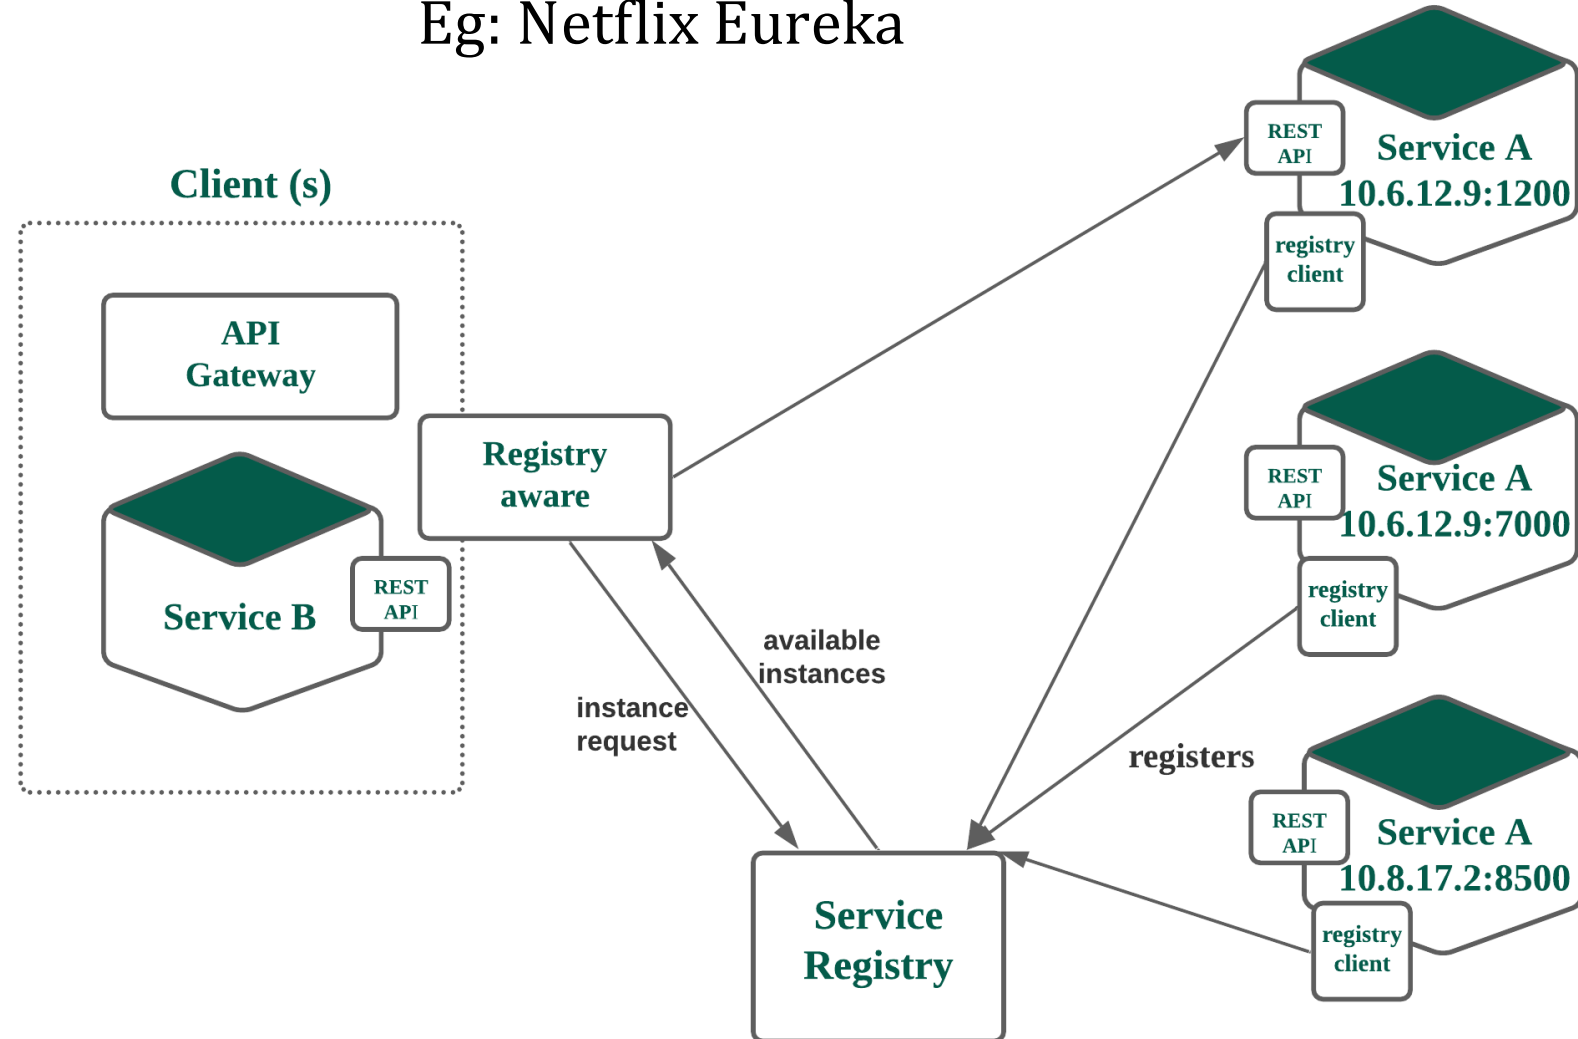 Eg: Netflix Eureka
Client (s)
API
Gateway
Registry
aware
Service B
REST
API
available
instances
instance
request
registers
Service
Registry
REST
API
Service A
10.6.12.9:1200
registry
client
REST
API
Service A
10.6.12.9:7000
registry
client
REST
API
Service A
10.8.17.2:8500
registry
client